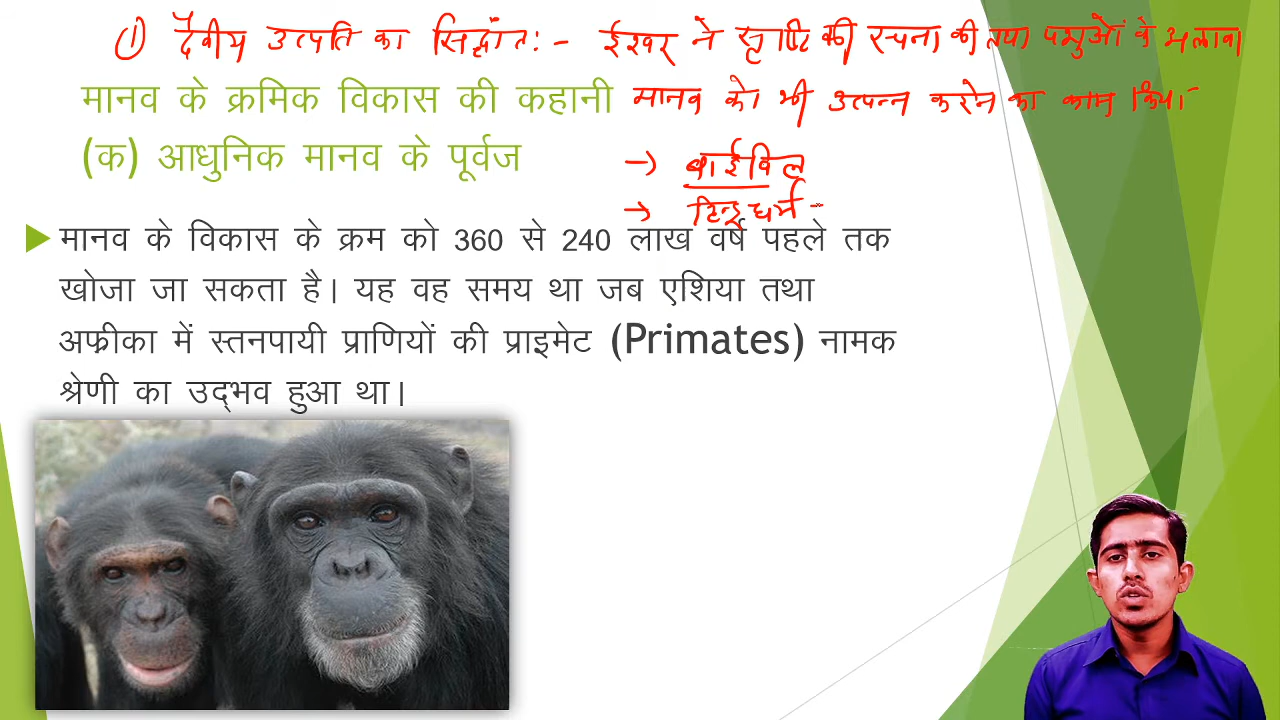 ① दैवीय उत्पति का सिद्धांत:- ईश्वर ने सृष्टि की रचना की तथा पशुओं के अलावा
मानव के क्रमिक विकास की कहानी मानव को भी उत्पन्न करने का काम किया।-
→ बाईबिल
(क) आधुनिक मानव के पूर्वज
→ हिन्दू धर्म -
मानव के विकास के क्रम को 360 से 240 लाख वर्ष पहले तक
खोजा जा सकता है। यह वह समय था जब एशिया तथा
अफ्रीका में स्तनपायी प्राणियों की प्राइमेट (Primates) नामक
श्रेणी का उद्भव हुआ था।